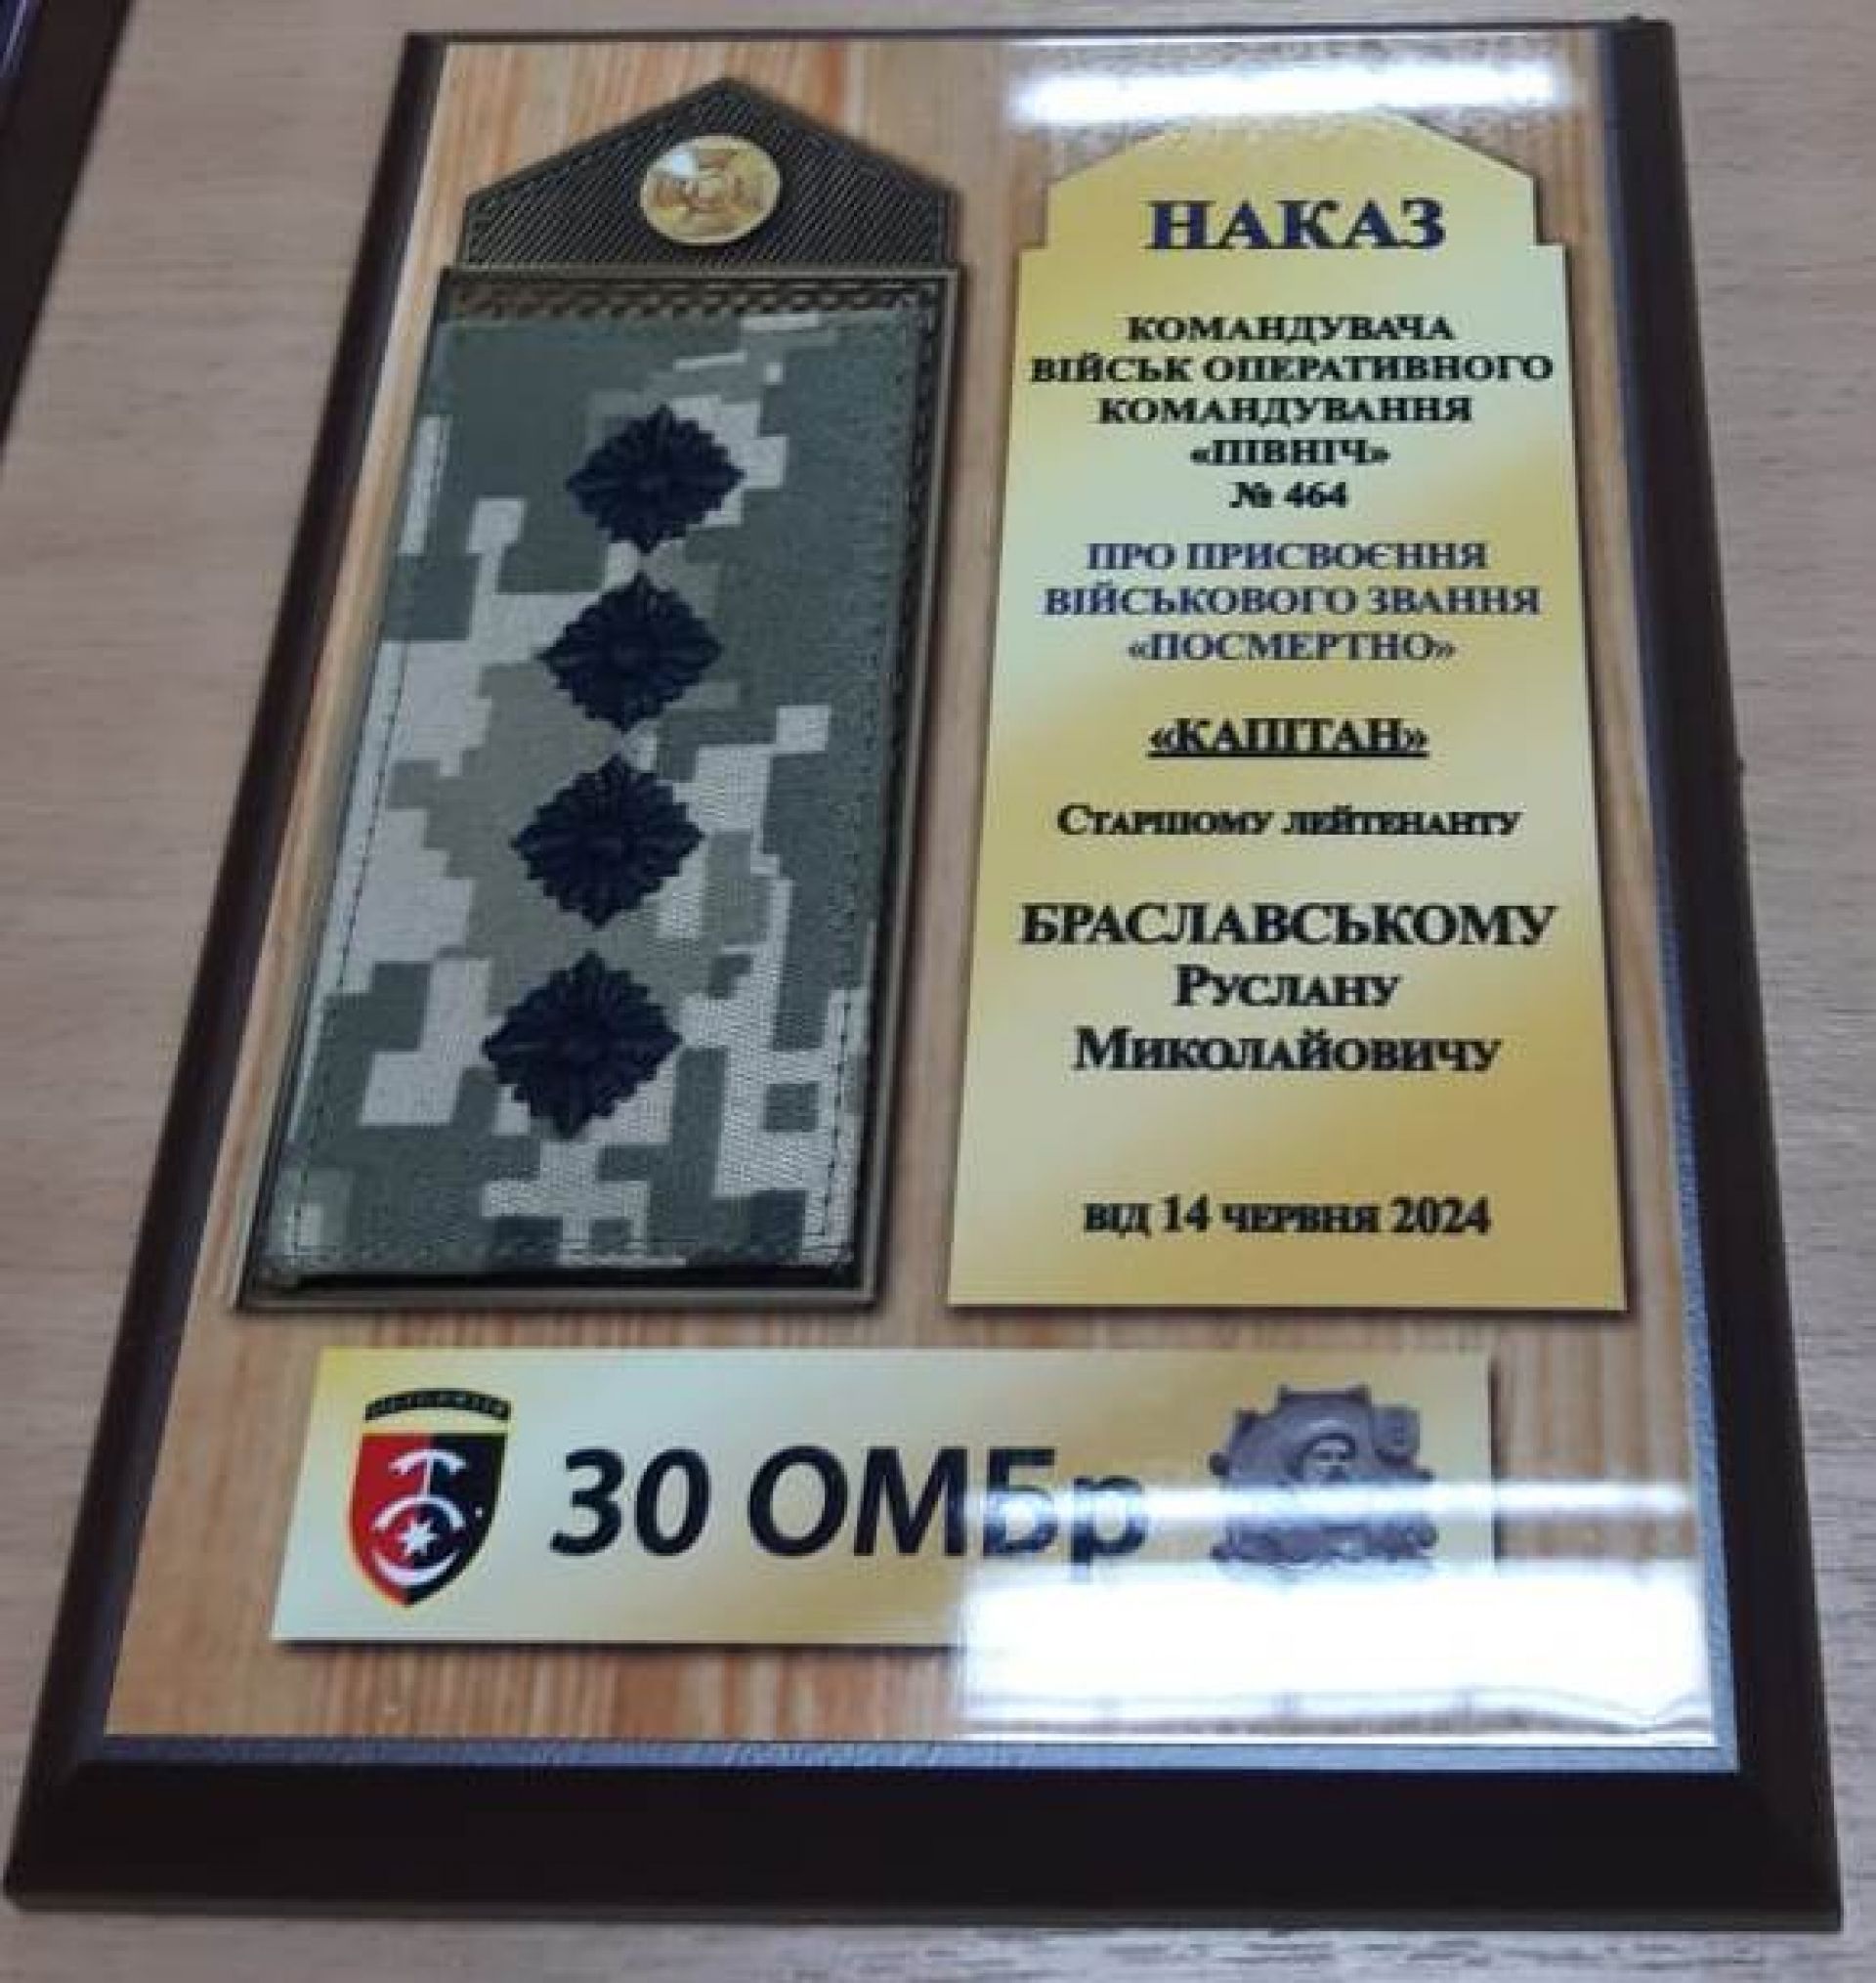 НАКАЗ
КОМАНДУВАЧА
ВІЙСЬК ОПЕРАТИВНОГО
КОМАНДУВАННЯ
«ПІВНІЧ»
№ 464
ПРО ПРИСВОЄННЯ
ВІЙСЬКОВОГО ЗВАННЯ
«ПОСМЕРТНО»
«КАПІТАН»
СТАРШОМУ ЛЕЙТЕНАНТУ
БРАСЛАВСЬКОМУ
РУСЛАНУ
МИКОЛАЙОВИЧУ
ВІД 14 ЧЕРВНЯ 2024
30 ОМБр